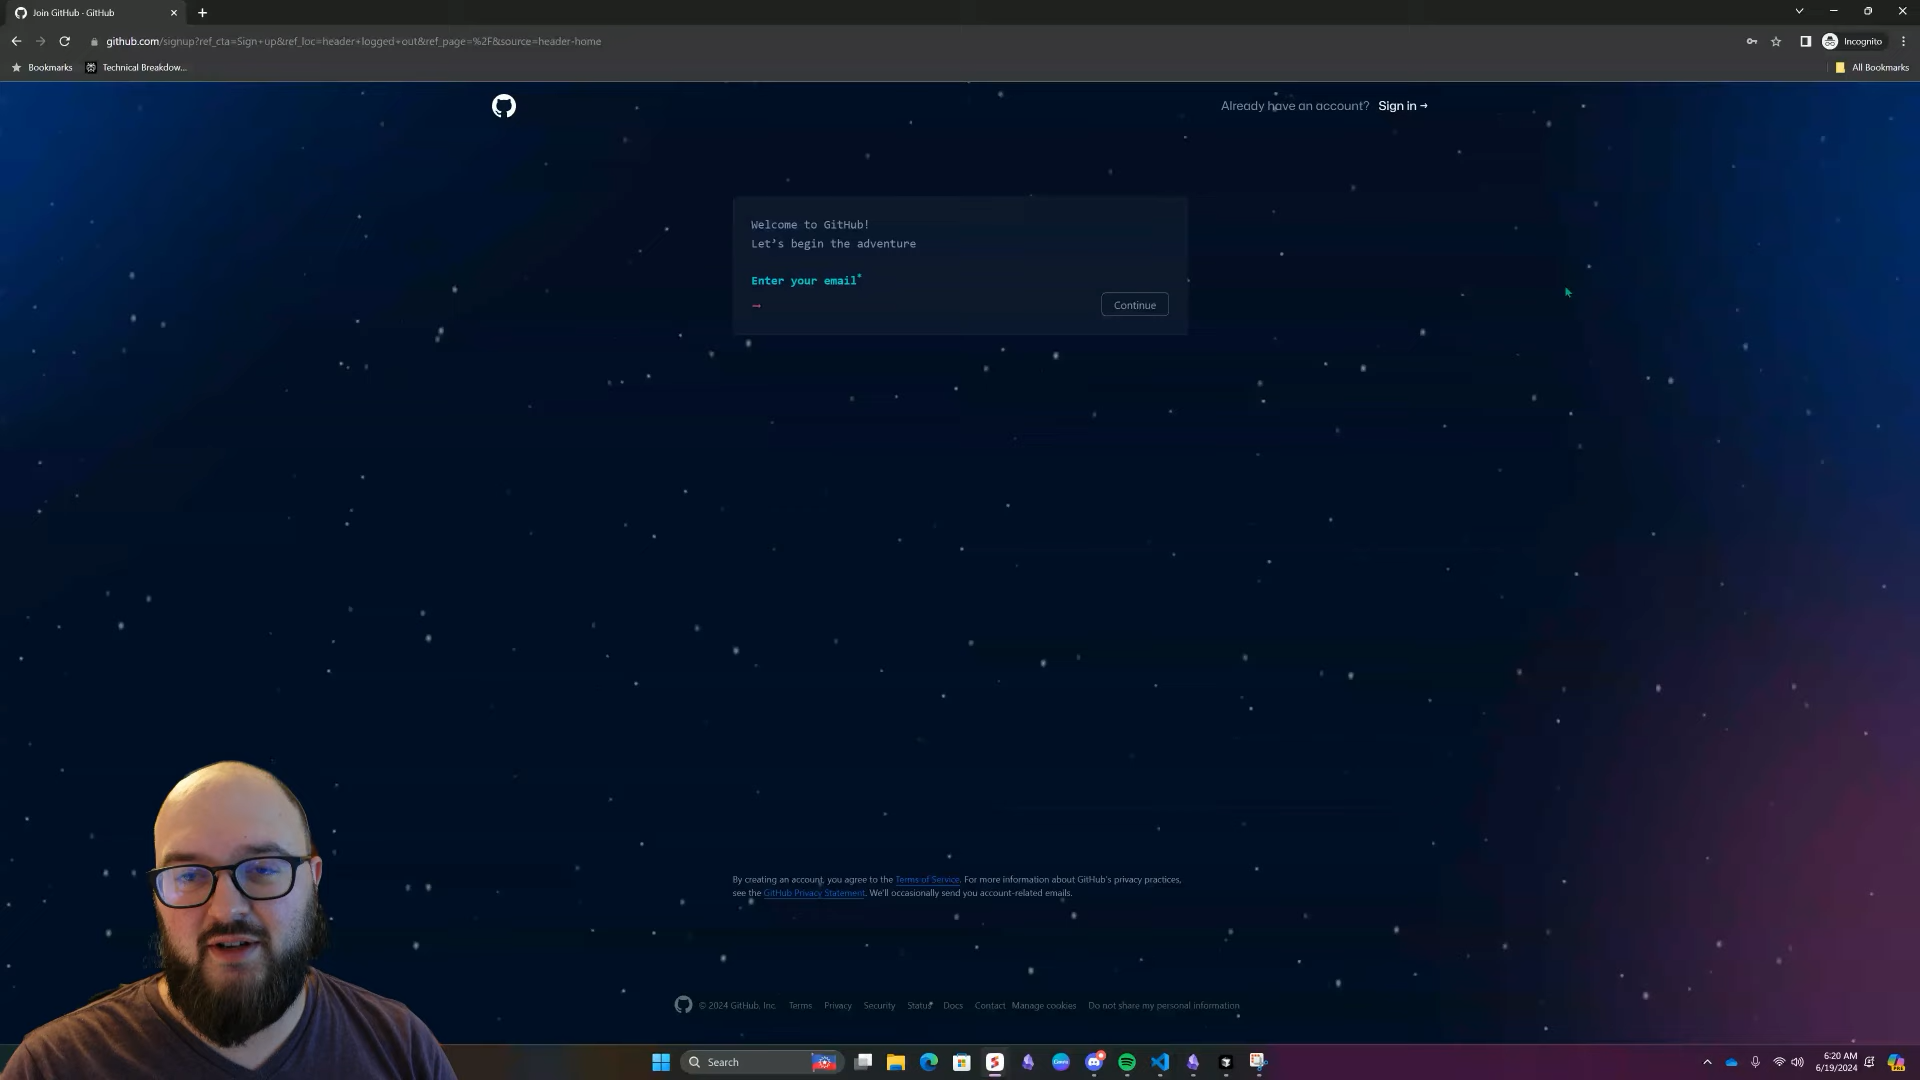 Join GitHub · GitHub
github.com/signup?ref_cta=Sign+up&ref_loc=header+logged+out&ref_page=%2F&source=header-home
Incognito
Bookmarks
Technical Breakdow...
All Bookmarks
Already have an account? Sign in →
Welcome to GitHub!
Let's begin the adventure
Enter your email*
→
Continue
By creating an account, you agree to the Terms of Service. For more information about GitHub's privacy practices,
see the GitHub Privacy Statement. We'll occasionally send you account-related emails.
© 2024 GitHub, Inc. Terms Privacy Security Status Docs Contact Manage cookies Do not share my personal information
Search
6:20 AM
6/19/2024